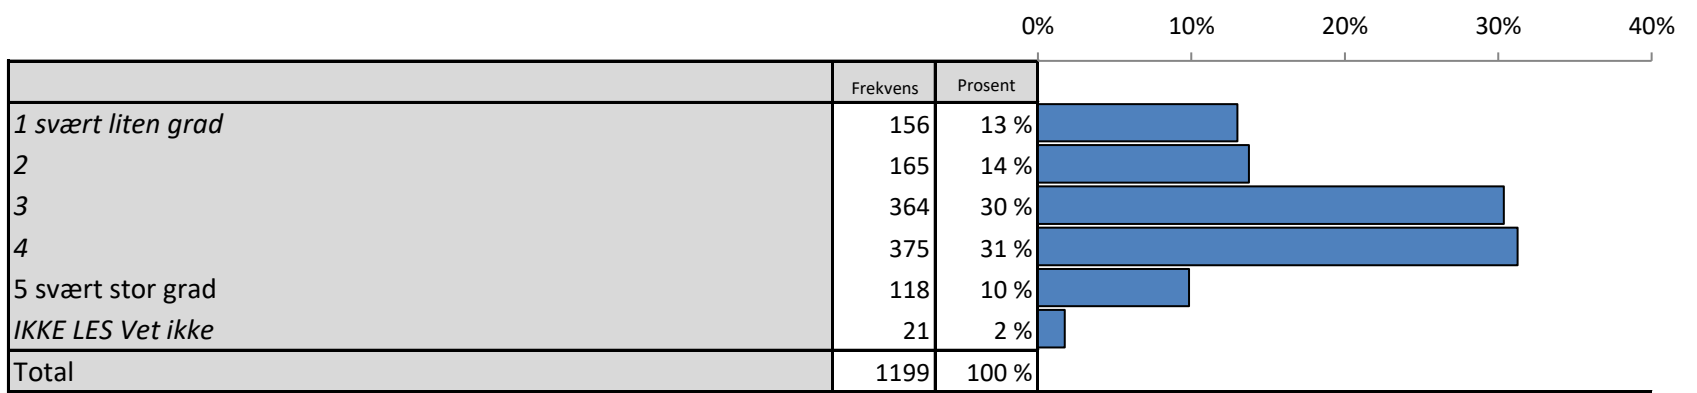 0% 10% 20% 30% 40%
Frekvens Prosent
1 svært liten grad 156 13 %
2 165 14 %
3 364 30 %
4 375 31 %
5 svært stor grad 118 10 %
IKKE LES Vet ikke 21 2 %
Total 1199 100 %